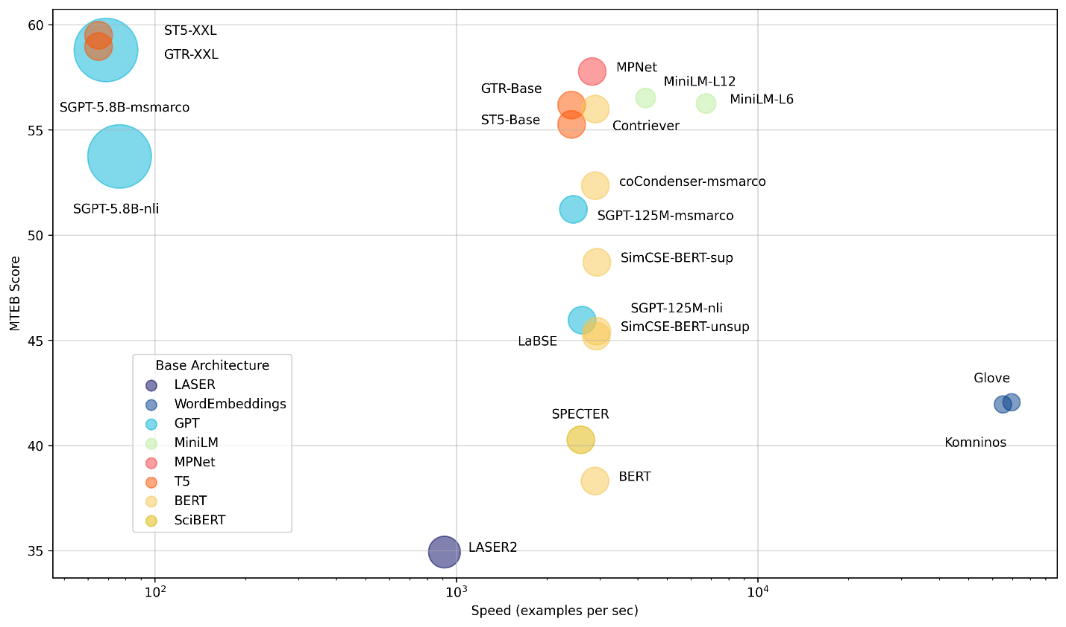 60
ST5-XXL
GTR-XXL
MPNet
MiniLM-L12
GTR-Base
MiniLM-L6
SGPT-5.8B-msmarco
ST5-Base
Contriever
55
coCondenser-msmarco
SGPT-5.8B-nli
SGPT-125M-msmarco
50
SimCSE-BERT-sup
MTEB Score
SGPT-125M-nli
SimCSE-BERT-unsup
LaBSE
45
Base Architecture
LASER
WordEmbeddings
GPT
MiniLM
MPNet
T5
BERT
SciBERT
Glove
SPECTER
Komninos
40
BERT
LASER2
35
10² 10³ 10⁴
Speed (examples per sec)